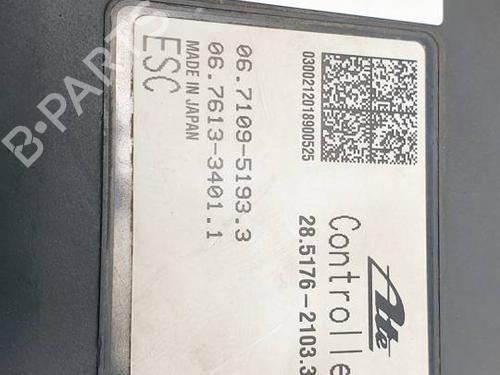 Ate
Controlle
28.5176-2103.3
0300212018900525
06.7109-5193.3
06.7613-3401.1
MADE IN JAPAN
ESC
B-PARTS